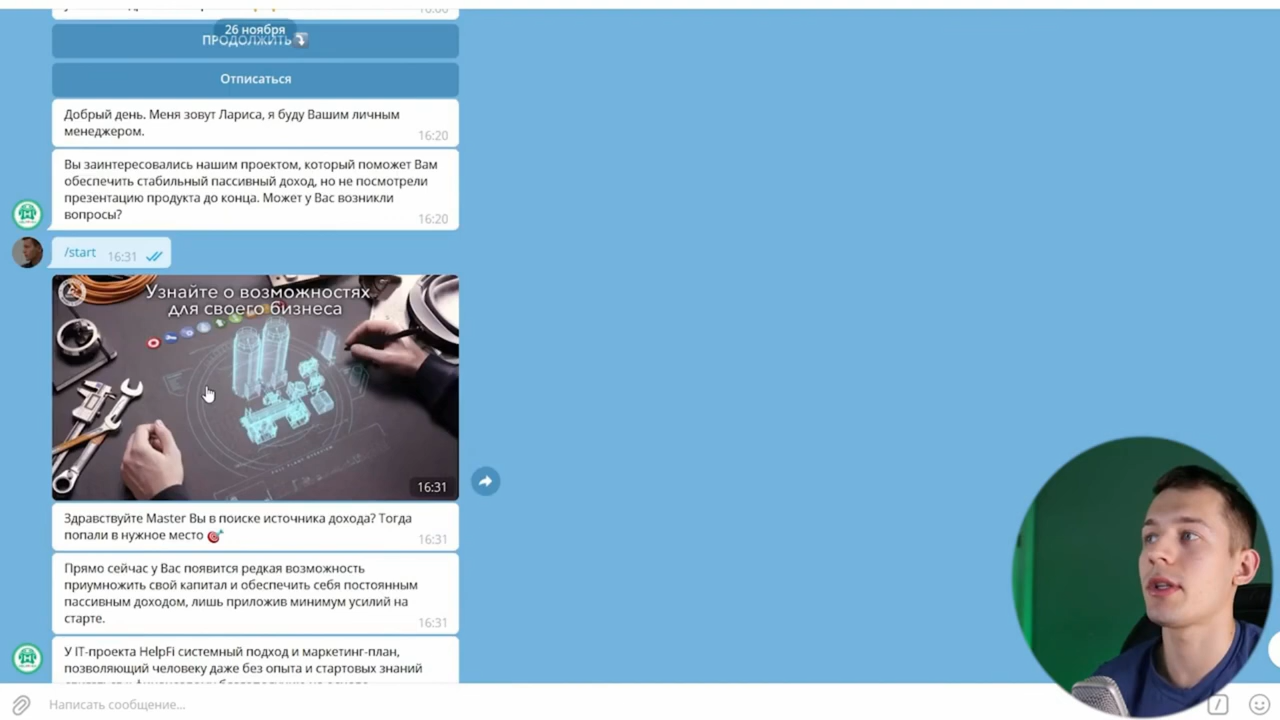 16:00
26 ноября
ПРОДОЛЖИТЬ
Отписаться
Добрый день. Меня зовут Лариса, я буду Вашим личным
менеджером.
16:20
Вы заинтересовались нашим проектом, который поможет Вам
обеспечить стабильный пассивный доход, но не посмотрели
презентацию продукта до конца. Может у Вас возникли
вопросы?
16:20
/start
16:31
Узнайте о возможностях
для своего бизнеса
16:31
Здравствуйте Master Вы в поиске источника дохода? Тогда
попали в нужное место
16:31
Прямо сейчас у Вас появится редкая возможность
приумножить свой капитал и обеспечить себя постоянным
пассивным доходом, лишь приложив минимум усилий на
старте.
16:31
У IT-проекта HelpFi системный подход и маркетинг-план,
позволяющий человеку даже без опыта и стартовых знаний
Написать сообщение...